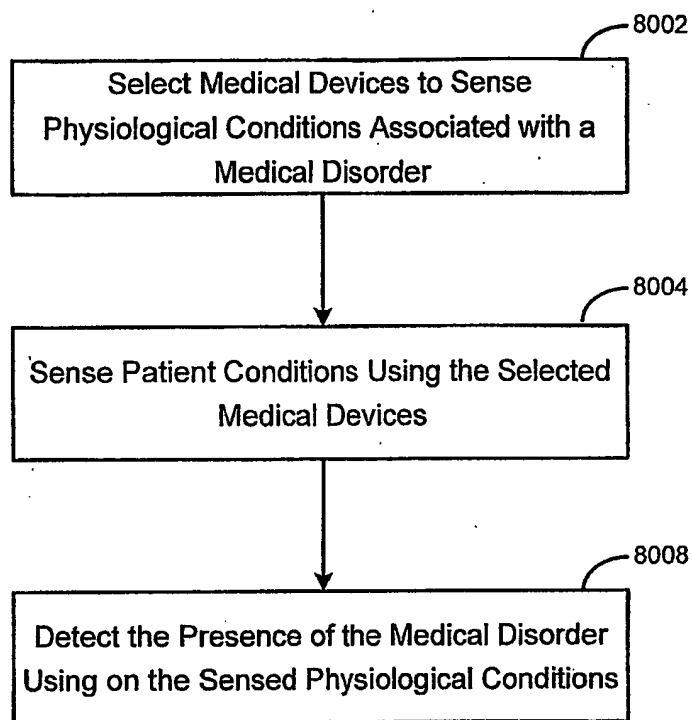 8002
Select Medical Devices to Sense
Physiological Conditions Associated with a
Medical Disorder
8004
Sense Patient Conditions Using the Selected
Medical Devices
8008
Detect the Presence of the Medical Disorder
Using on the Sensed Physiological Conditions